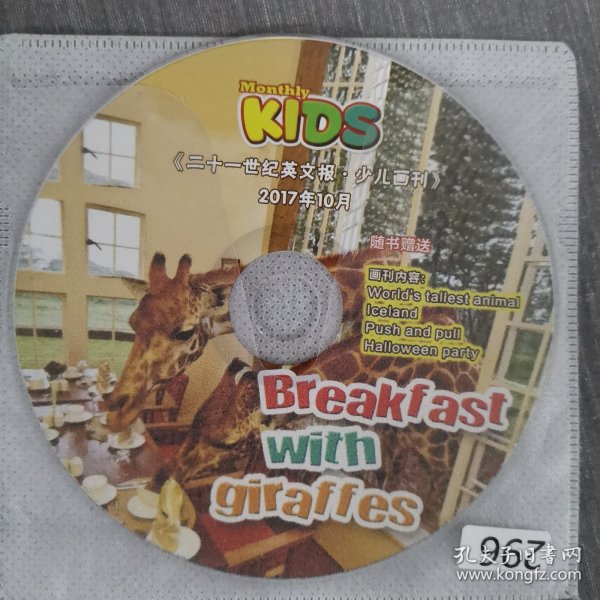 Monthly
KIDS
《二十一世纪英文报·少儿画刊》
2017年10月
随书赠送
画刊内容:
World's tallest animal
Iceland
Push and pull
Halloween party
Breakfast
with
giraffes
296
孔夫子旧书网
www.kongfz.com